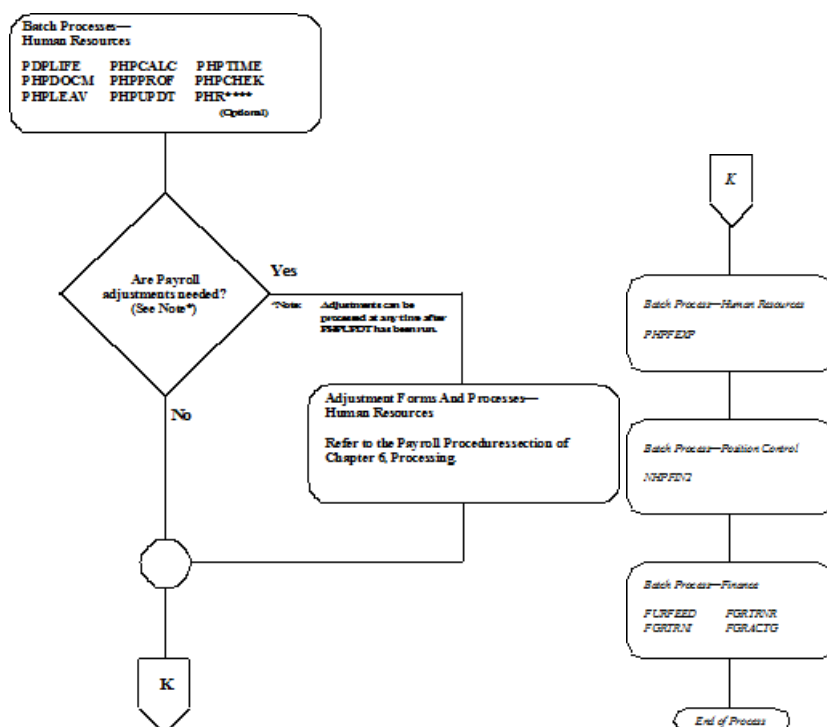 Batch Processes—
Human Resources
PDPLIFE PHPCALC PHPTIME
PHPDOCM PHPPROF PHPCHEK
PHPLEAV PHPUPDT PHR****
(Optional)
Are Payroll
adjustments needed?
(See Note*)
Yes
*Note: Adjustments can be
processed at any time after
PHPUPDT has been run.
No
Adjustment Forms And Processes—
Human Resources
Refer to the Payroll Procedures section of
Chapter 6, Processing.
K
K
Batch Process—Human Resources
PHPFEXP
Batch Process—Position Control
NHPFIN2
Batch Process—Finance
FURFEED FGRTRNR
FGRTRNI FGRACTG
End of Process